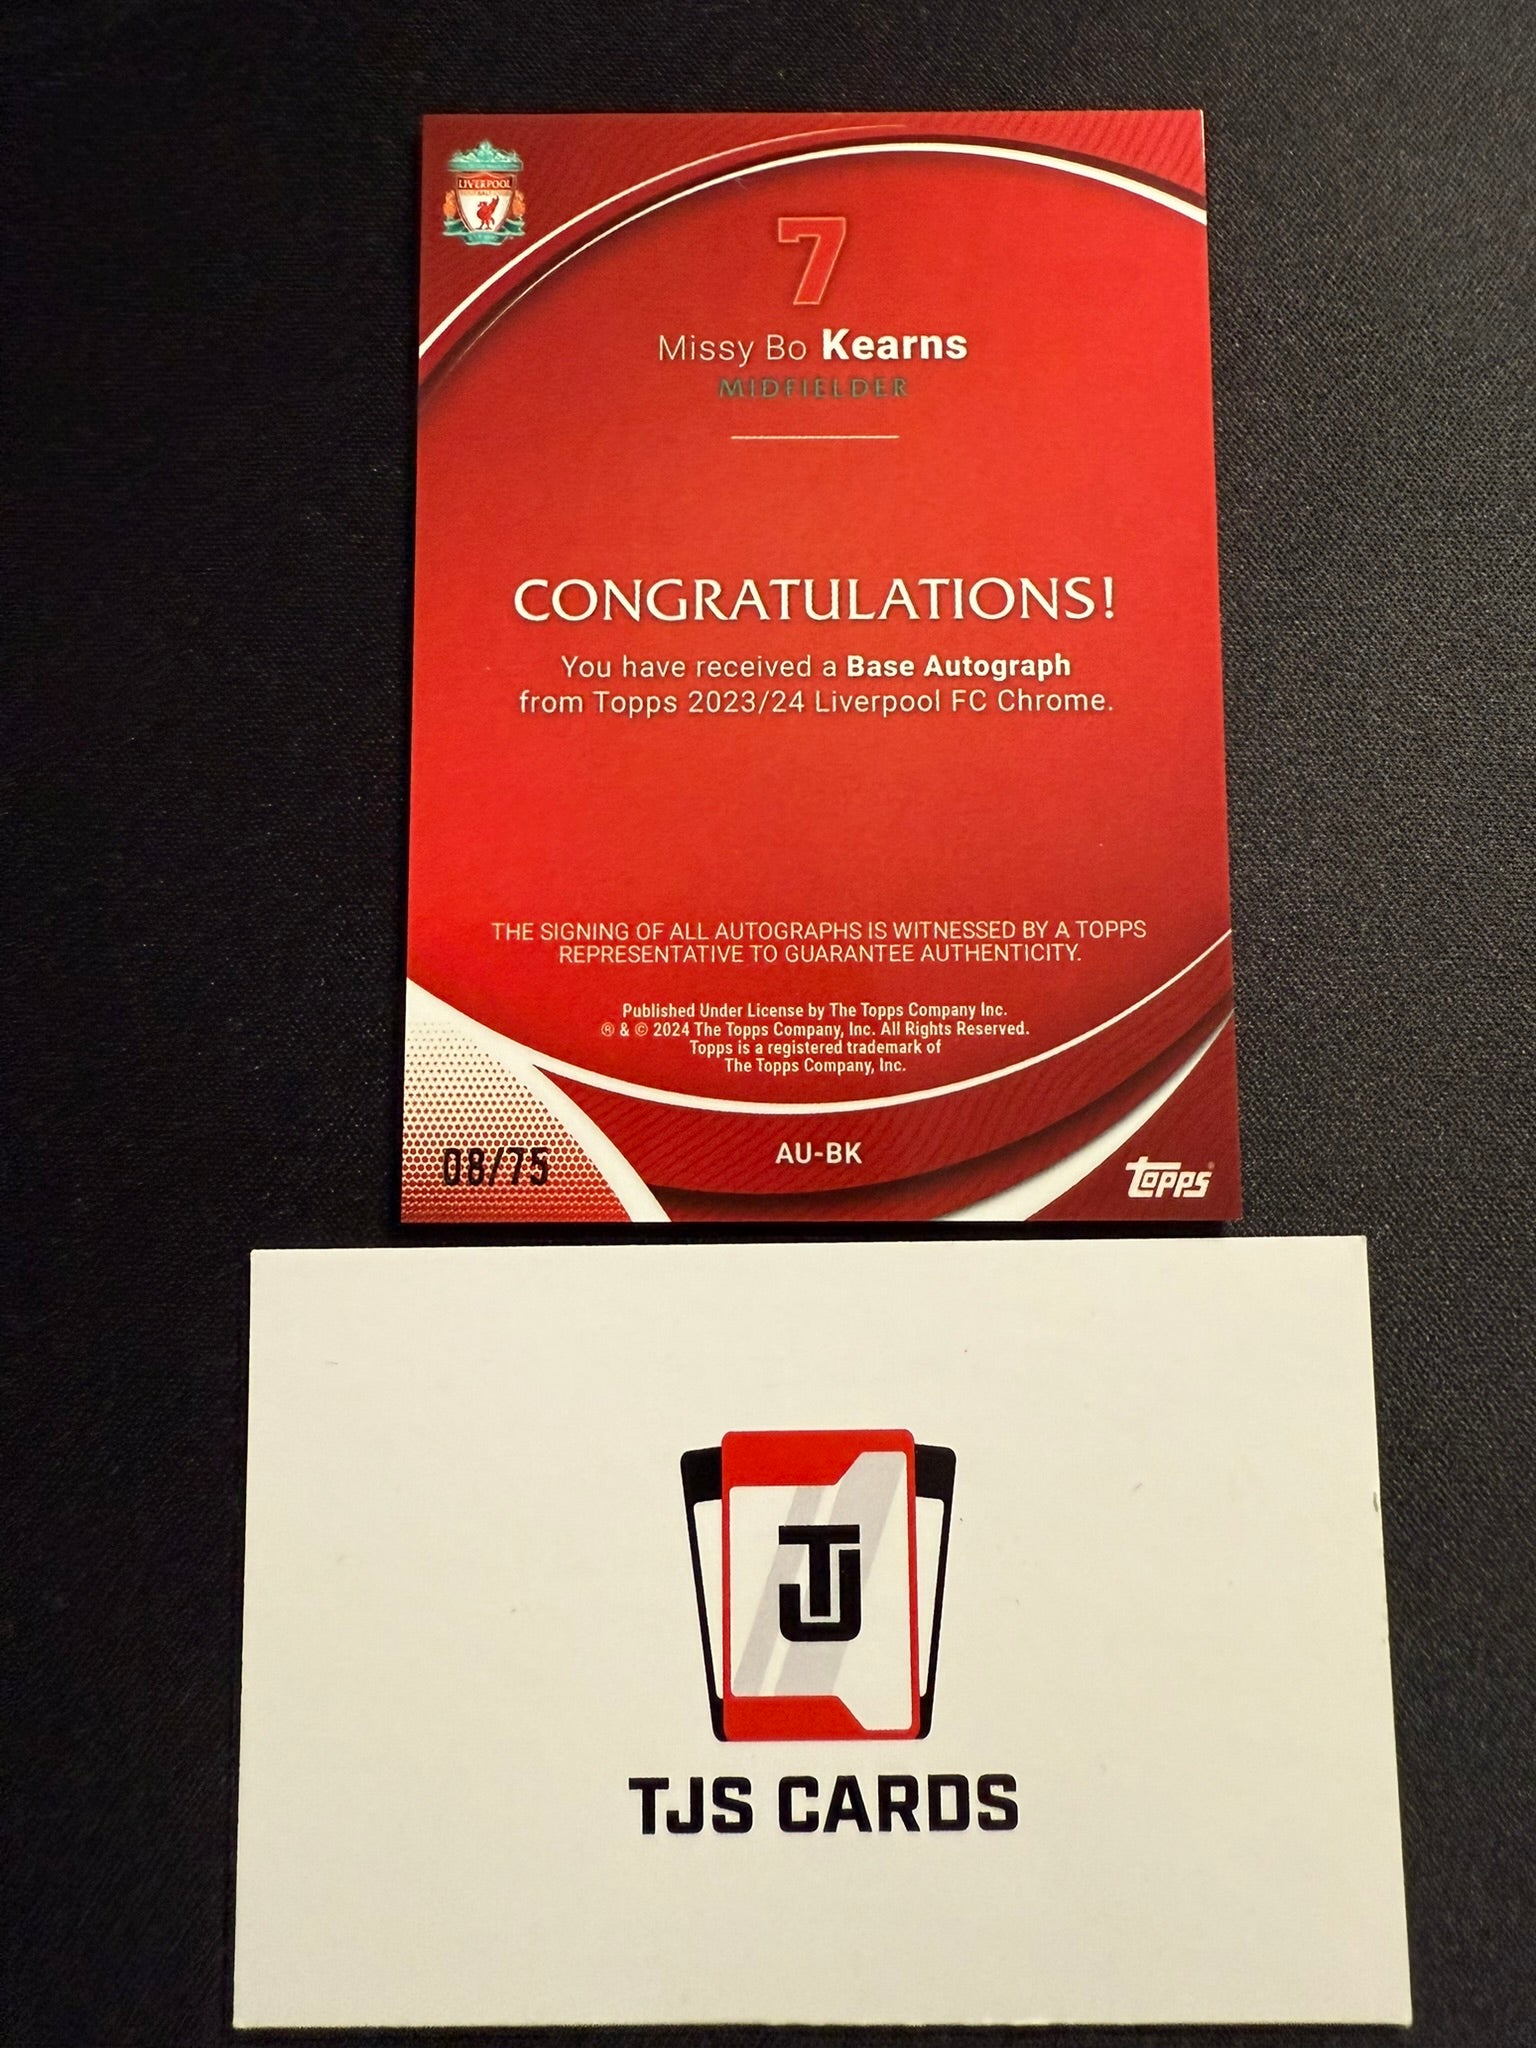 LIVERPOOL
7
Missy Bo Kearns
MIDFIELDER
CONGRATULATIONS!
You have received a Base Autograph
from Topps 2023/24 Liverpool FC Chrome.
THE SIGNING OF ALL AUTOGRAPHS IS WITNESSED BY A TOPPS
REPRESENTATIVE TO GUARANTEE AUTHENTICITY.
Published Under License by The Topps Company Inc.
® & © 2024 The Topps Company, Inc. All Rights Reserved.
Topps is a registered trademark of
The Topps Company, Inc.
08/75
AU-BK
topps
TJ
TJS CARDS